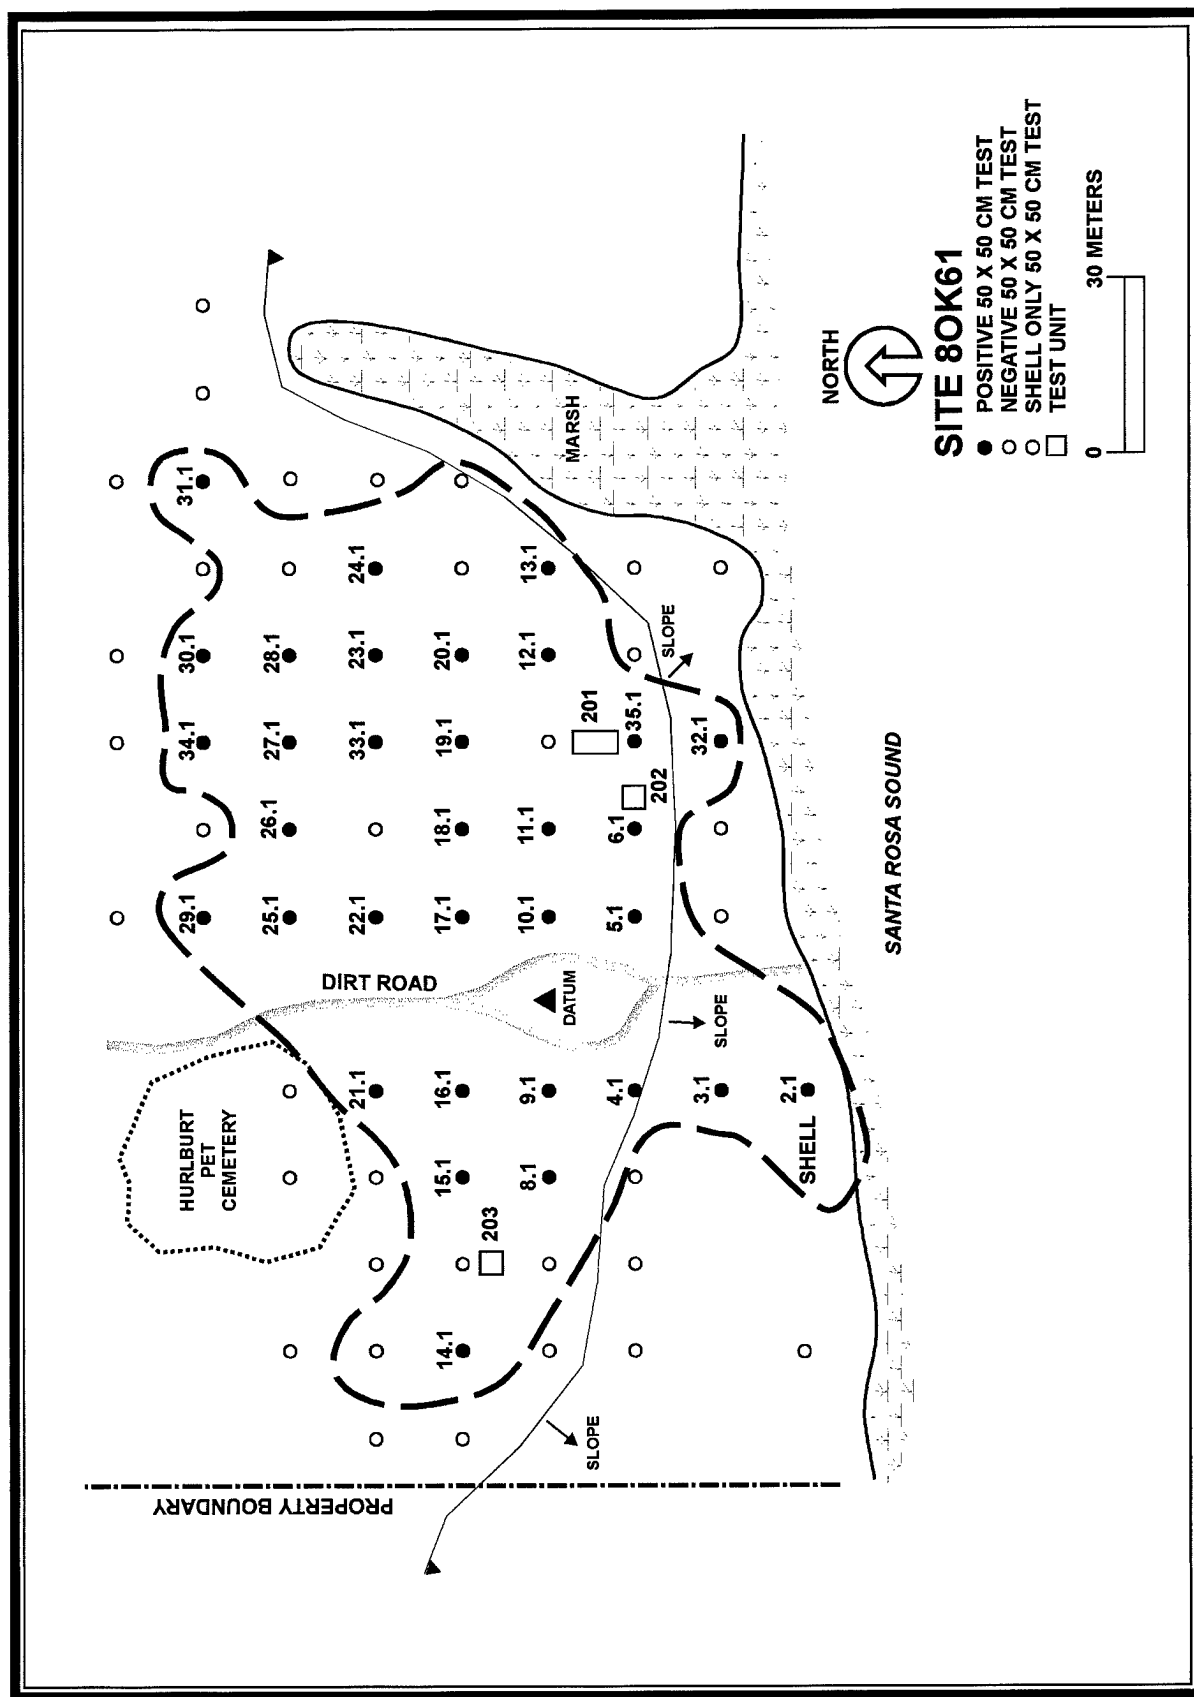 HURLBURT
PET
CEMETERY
PROPERTY BOUNDARY
DIRT ROAD
DATUM
MARSH
SLOPE
SLOPE
SLOPE
SHELL
SANTA ROSA SOUND
29.1
34.1
30.1
31.1
25.1
26.1
27.1
28.1
21.1
22.1
33.1
23.1
24.1
14.1
15.1
16.1
17.1
18.1
19.1
20.1
203
8.1
9.1
10.1
11.1
12.1
13.1
201
4.1
5.1
6.1
35.1
202
3.1
32.1
2.1
NORTH
SITE 8OK61
POSITIVE 50 X 50 CM TEST
NEGATIVE 50 X 50 CM TEST
SHELL ONLY 50 X 50 CM TEST
TEST UNIT
0 30 METERS